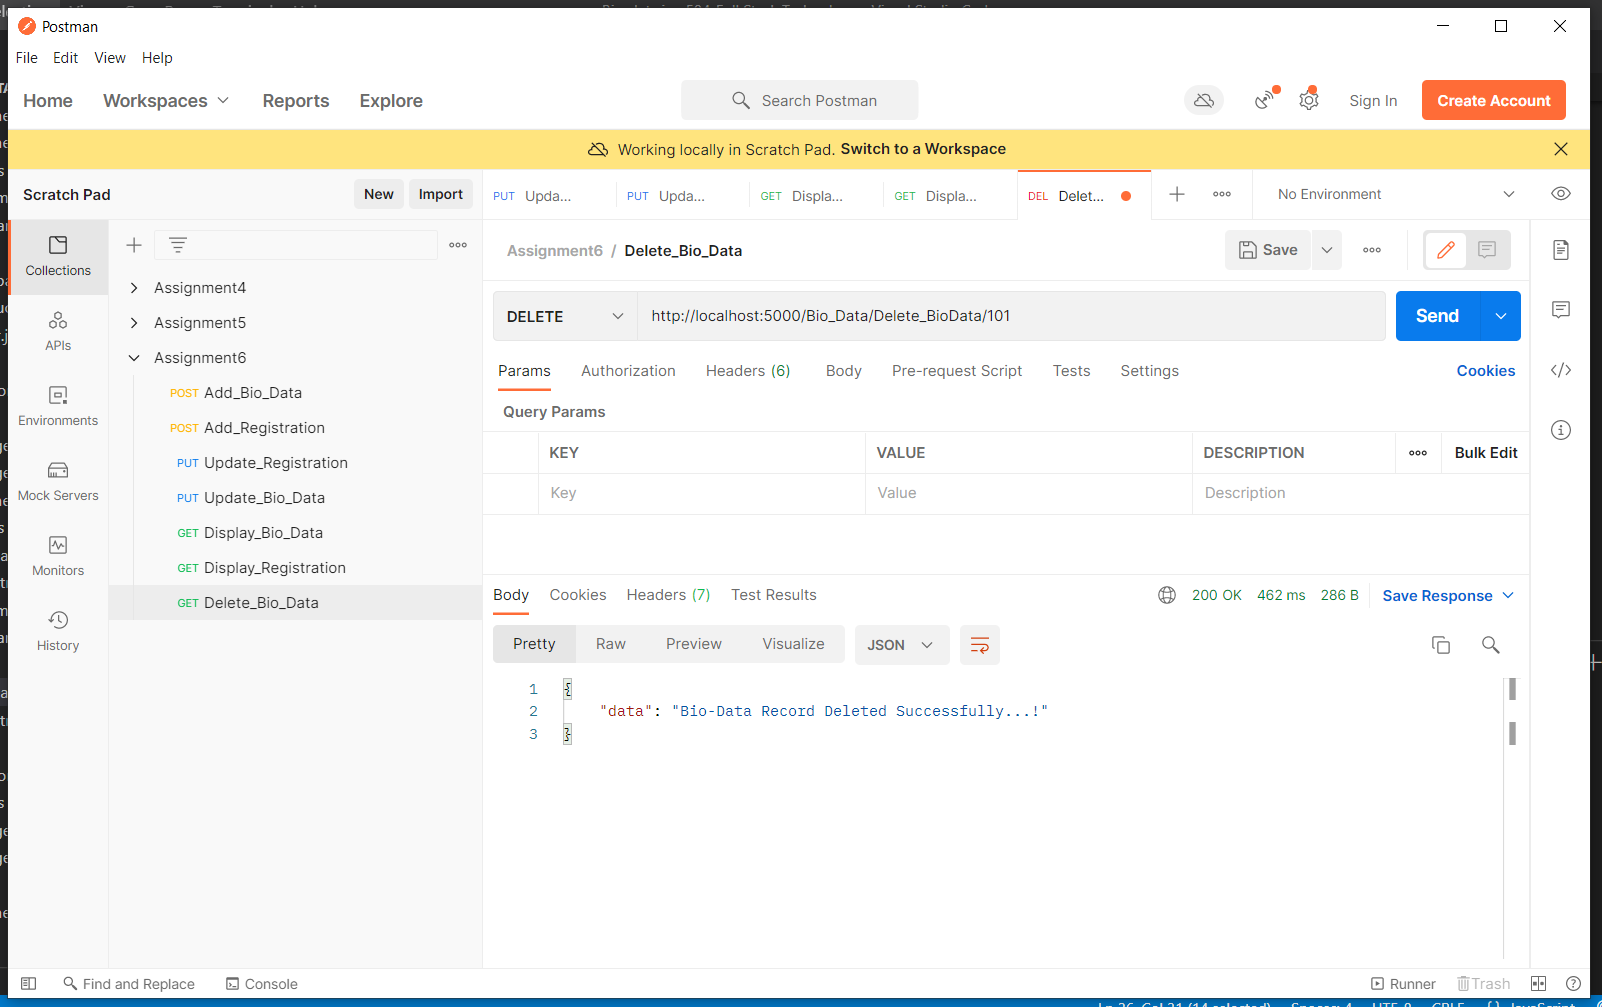 Postman
File Edit View Help
Home Workspaces Reports Explore Search Postman Sign In Create Account
Working locally in Scratch Pad. Switch to a Workspace
Scratch Pad New Import PUT Upda... PUT Upda... GET Displa... GET Displa... DEL Delet... No Environment
Collections
APIs
Environments
Mock Servers
Monitors
History
Assignment4
Assignment5
Assignment6
POST Add_Bio_Data
POST Add_Registration
PUT Update_Registration
PUT Update_Bio_Data
GET Display_Bio_Data
GET Display_Registration
GET Delete_Bio_Data
Assignment6 / Delete_Bio_Data Save
DELETE http://localhost:5000/Bio_Data/Delete_BioData/101 Send
Params Authorization Headers (6) Body Pre-request Script Tests Settings Cookies
Query Params
KEY VALUE DESCRIPTION Bulk Edit
Key Value Description
Body Cookies Headers (7) Test Results 200 OK 462 ms 286 B Save Response
Pretty Raw Preview Visualize JSON
1 {
2 "data": "Bio-Data Record Deleted Successfully...!"
3 }
Find and Replace Console Runner Trash